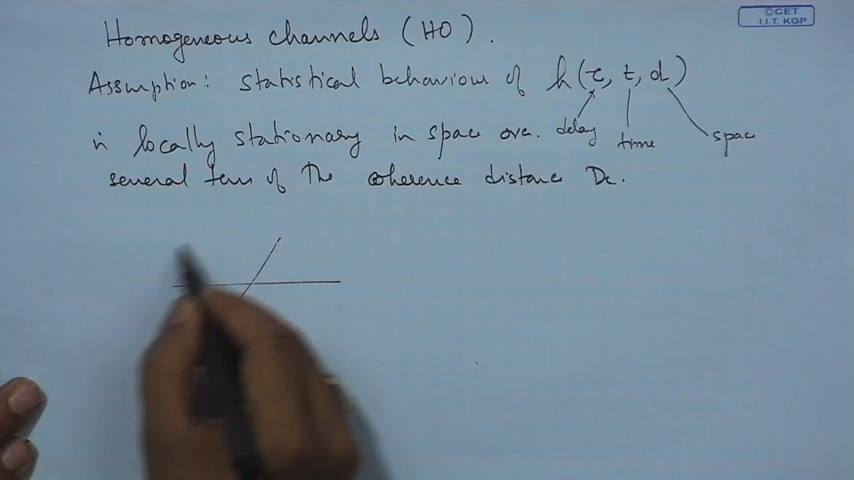 ©CET
I.I.T. KGP
Homogeneous channels (HO).
Assumption: statistical behaviour of h(τ, t, d)
is locally stationary in space over delay time space
several tens of the coherence distance Dc.